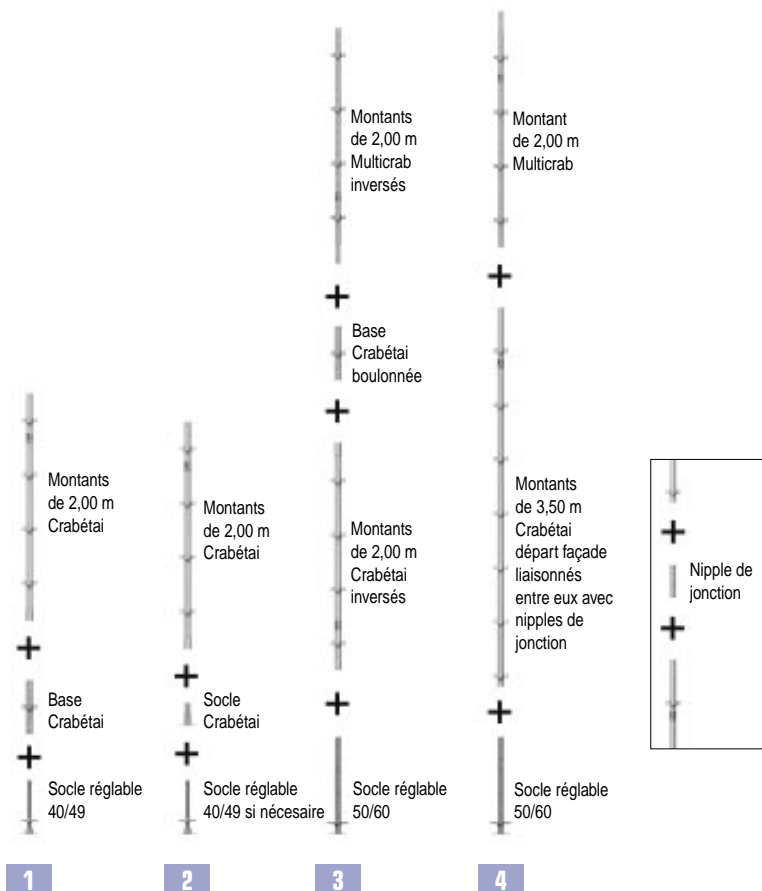 Montants
de 2,00 m
Crabétai
+
Base
Crabétai
+
Socle réglable
40/49
1
Montants
de 2,00 m
Crabétai
+
Socle
Crabétai
+
Socle réglable
40/49 si nécesaire
2
Montants
de 2,00 m
Multicrab
inversés
+
Base
Crabétai
boulonnée
+
Montants
de 2,00 m
Crabétai
inversés
+
Socle réglable
50/60
3
Montant
de 2,00 m
Multicrab
+
Montants
de 3,50 m
Crabétai
départ façade
liaisonnés
entre eux avec
nipples de
jonction
+
Socle réglable
50/60
4
+
Nipple de
jonction
+